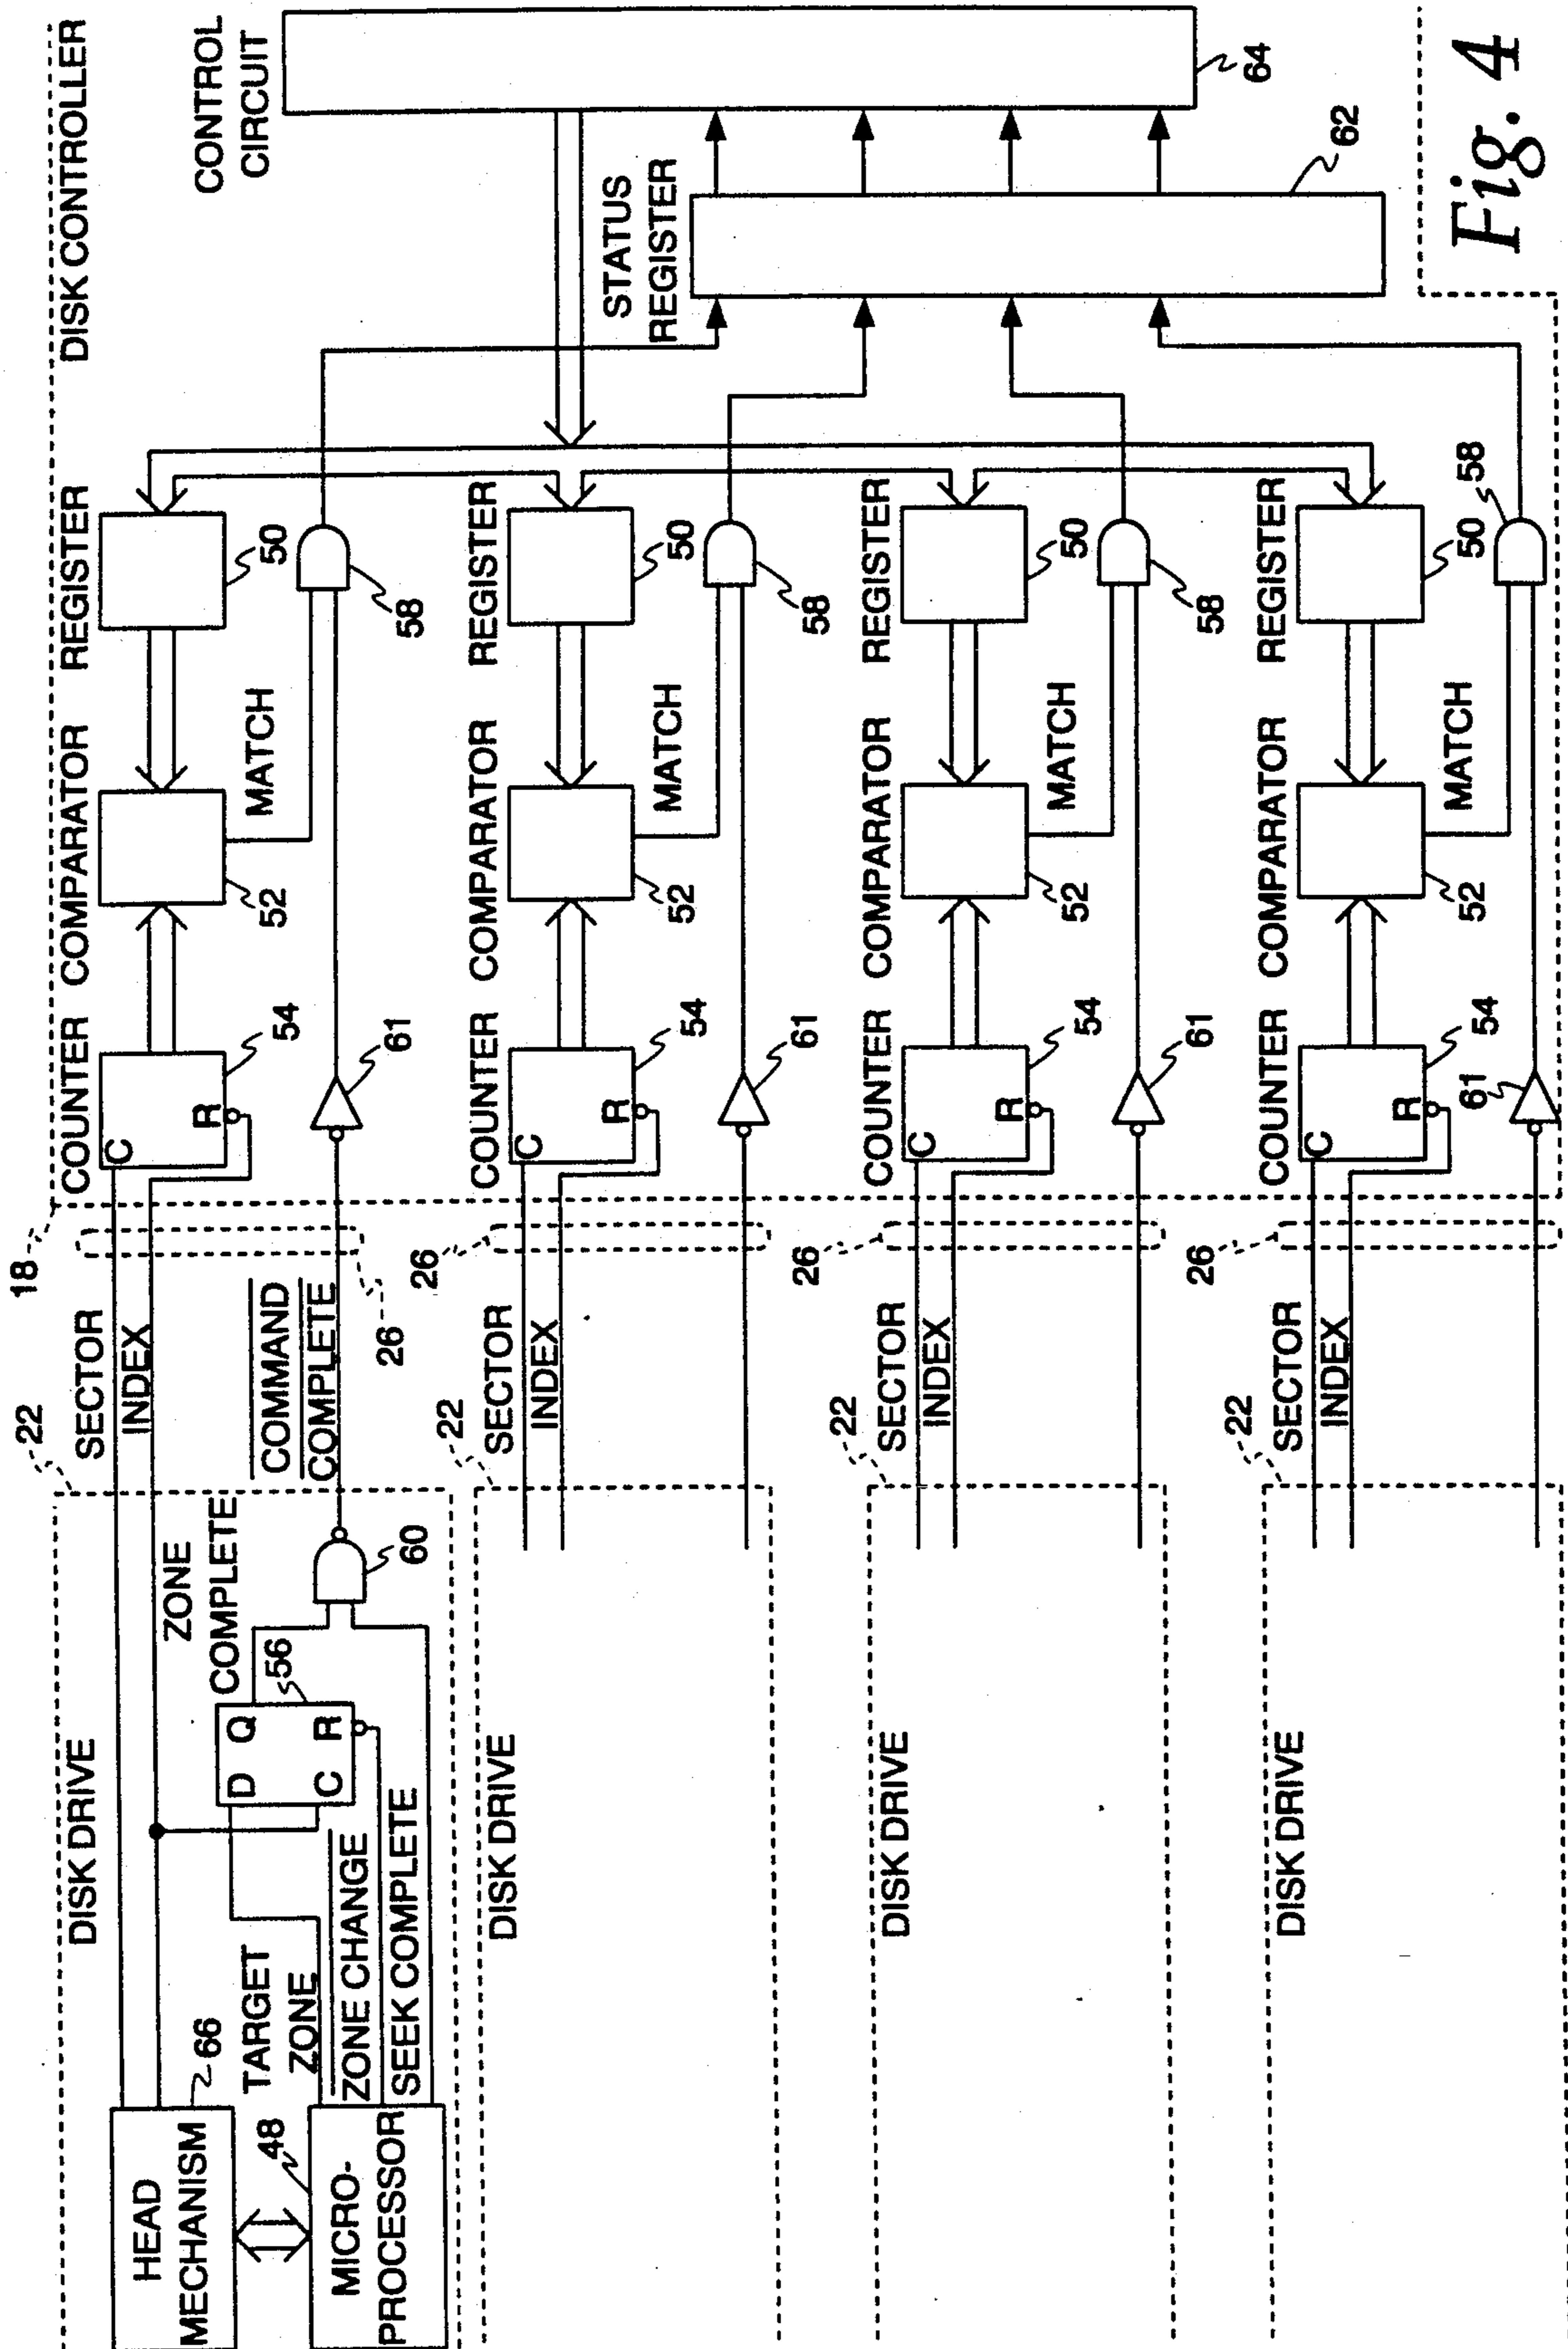 DISK CONTROLLER
CONTROL
CIRCUIT
64
STATUS
REGISTER
62
18
COUNTER COMPARATOR REGISTER
C
R
54
52
50
MATCH
58
61
COUNTER COMPARATOR REGISTER
C
R
54
52
50
MATCH
58
61
COUNTER COMPARATOR REGISTER
C
R
54
52
50
MATCH
58
61
COUNTER COMPARATOR REGISTER
C
R
54
52
50
MATCH
58
61
22
DISK DRIVE
SECTOR
INDEX
HEAD
MECHANISM
66
48
MICRO-
PROCESSOR
TARGET
ZONE
ZONE CHANGE
SEEK COMPLETE
D Q
C R
56
ZONE
COMPLETE
60
COMMAND
COMPLETE
26
22
DISK DRIVE
SECTOR
INDEX
26
22
DISK DRIVE
SECTOR
INDEX
26
22
DISK DRIVE
SECTOR
INDEX
26
Fig. 4